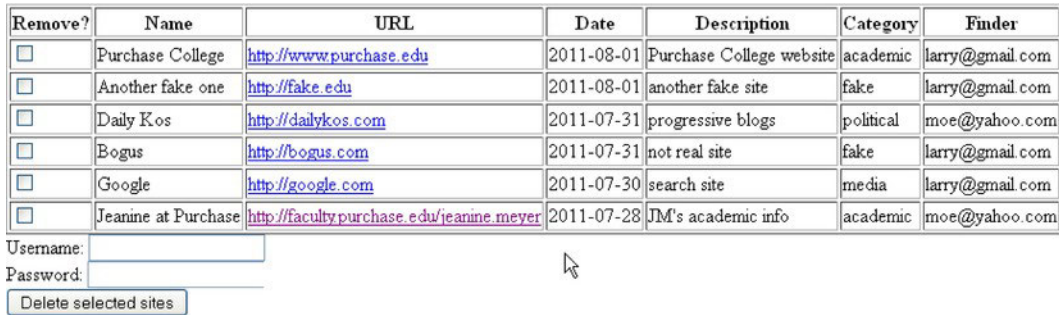 Remove? Name URL Date Description Category Finder
Purchase College http://www.purchase.edu 2011-08-01 Purchase College website academic larry@gmail.com
Another fake one http://fake.edu 2011-08-01 another fake site fake larry@gmail.com
Daily Kos http://dailykos.com 2011-07-31 progressive blogs political moe@yahoo.com
Bogus http://bogus.com 2011-07-31 not real site fake larry@gmail.com
Google http://google.com 2011-07-30 search site media larry@gmail.com
Jeanine at Purchase http://faculty.purchase.edu/jeanine.meyer 2011-07-28 JM's academic info academic moe@yahoo.com
Username:
Password:
Delete selected sites